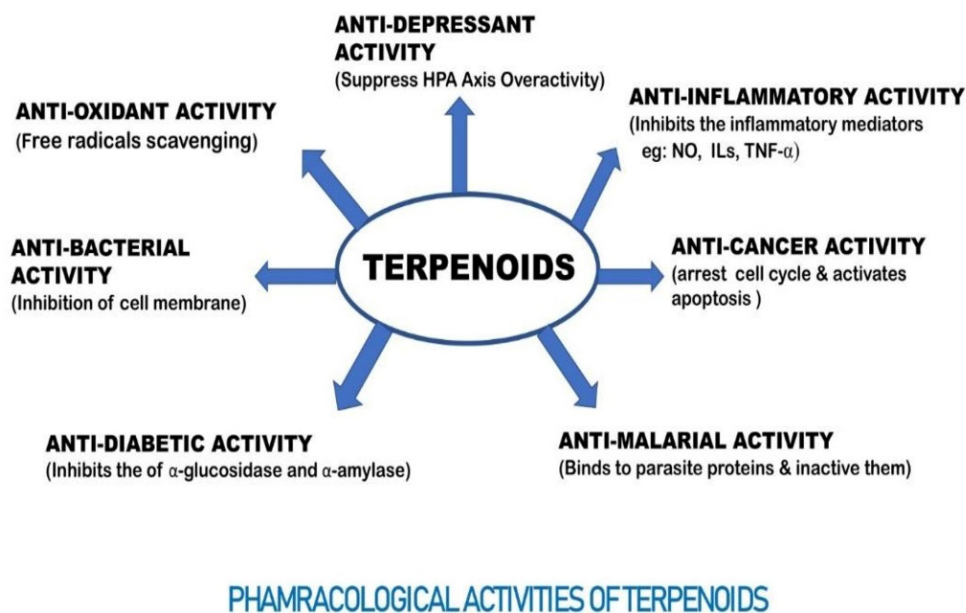 ANTI-DEPRESSANT
ACTIVITY
(Suppress HPA Axis Overactivity)
ANTI-OXIDANT ACTIVITY
(Free radicals scavenging)
ANTI-INFLAMMATORY ACTIVITY
(Inhibits the inflammatory mediators
eg: NO, ILs, TNF-α)
ANTI-BACTERIAL
ACTIVITY
(Inhibition of cell membrane)
TERPENOIDS
ANTI-CANCER ACTIVITY
(arrest cell cycle & activates
apoptosis )
ANTI-DIABETIC ACTIVITY
(Inhibits the of α-glucosidase and α-amylase)
ANTI-MALARIAL ACTIVITY
(Binds to parasite proteins & inactive them)
PHAMRACOLOGICAL ACTIVITIES OF TERPENOIDS